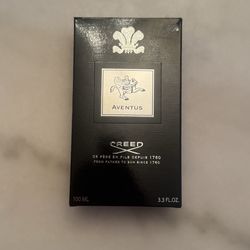 AVENTUS
CREED
DE PÈRE EN FILS DEPUIS 1760
FROM FATHER TO SON SINCE 1760
100 ML 3.3 FL.OZ.